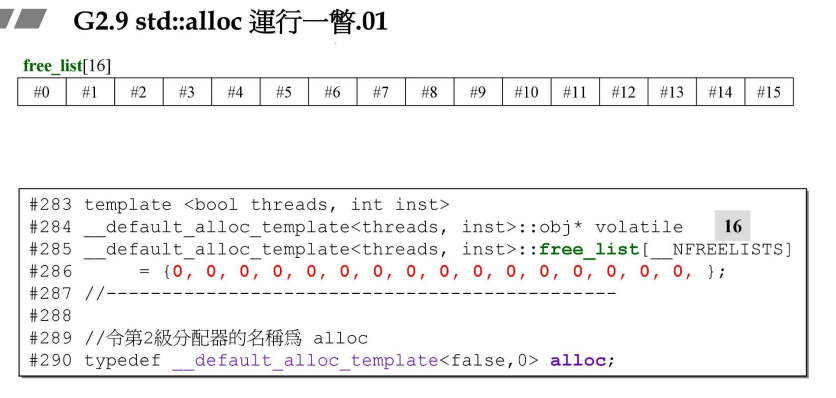 G2.9 std::alloc 運行一瞥.01
free_list[16]
#0 #1 #2 #3 #4 #5 #6 #7 #8 #9 #10 #11 #12 #13 #14 #15
#283 template <bool threads, int inst>
#284 __default_alloc_template<threads, inst>::obj* volatile 16
#285 __default_alloc_template<threads, inst>::free_list[__NFREELISTS]
#286 = {0, 0, 0, 0, 0, 0, 0, 0, 0, 0, 0, 0, 0, 0, 0, 0, };
#287 //----------------------------------------------
#288
#289 //令第2級分配器的名稱爲 alloc
#290 typedef __default_alloc_template<false,0> alloc;